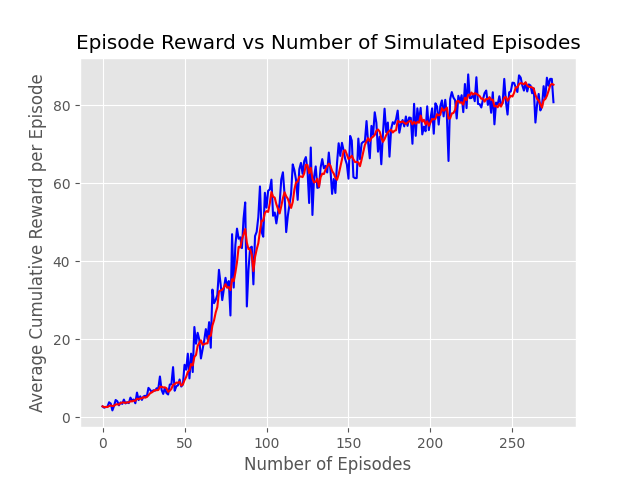 Episode Reward vs Number of Simulated Episodes
Average Cumulative Reward per Episode
80
60
40
20
0
0 50 100 150 200 250
Number of Episodes